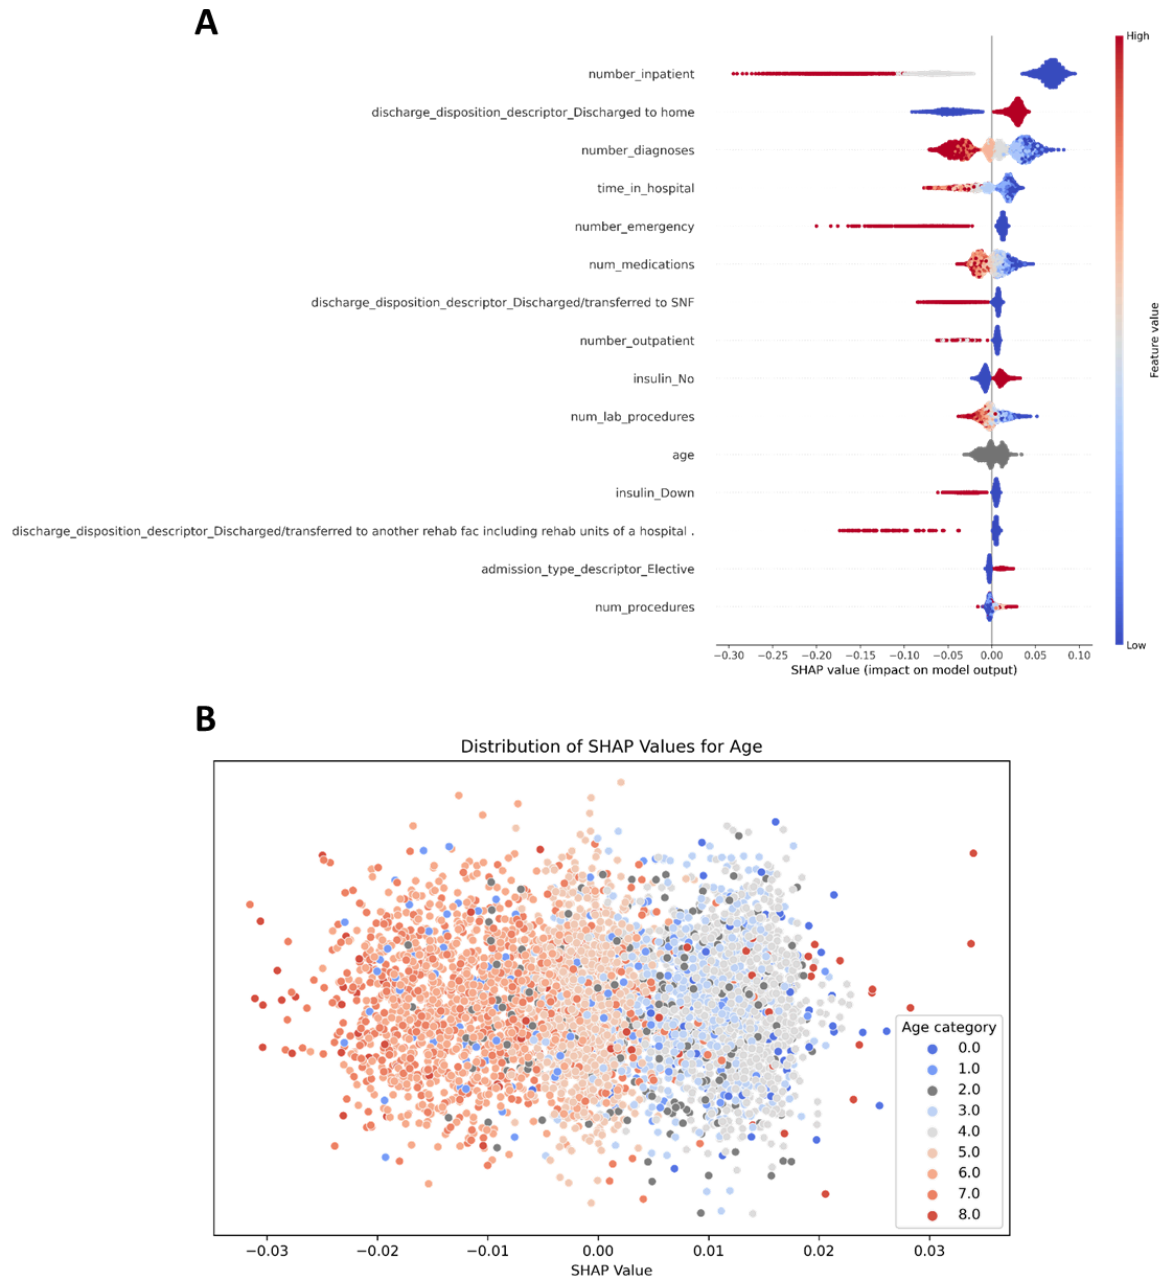 A
High
number_inpatient
discharge_disposition_descriptor_Discharged to home
number_diagnoses
time_in_hospital
number_emergency
num_medications
discharge_disposition_descriptor_Discharged/transferred to SNF
number_outpatient
insulin_No
num_lab_procedures
age
insulin_Down
discharge_disposition_descriptor_Discharged/transferred to another rehab fac including rehab units of a hospital .
admission_type_descriptor_Elective
num_procedures
Feature value
Low
−0.30 −0.25 −0.20 −0.15 −0.10 −0.05 0.00 0.05 0.10
SHAP value (impact on model output)
B
Distribution of SHAP Values for Age
Age category
0.0
1.0
2.0
3.0
4.0
5.0
6.0
7.0
8.0
−0.03 −0.02 −0.01 0.00 0.01 0.02 0.03
SHAP Value